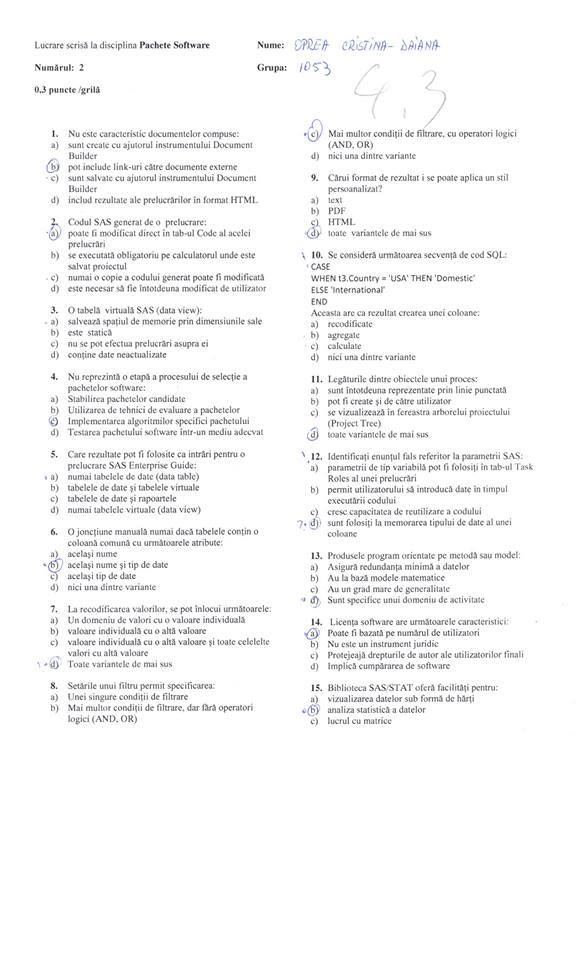 Lucrare scrisă la disciplina Pachete Software
Numărul: 2
0.3 puncte /grilă
Nume: OPREA CRISTINA-DAIANA
Grupa: 1053
4.3
1. Nu este caracteristic documentelor compuse:
a) sunt create cu ajutorul instrumentului Document
Builder
b) pot include link-uri către documente externe
c) sunt salvate cu ajutorul instrumentului Document
Builder
d) includ rezultate ale prelucrărilor în format HTML
2. Codul SAS generat de o prelucrare:
a) poate fi modificat direct în tab-ul Code al acelei
prelucrări
b) se executată obligatoriu pe calculatorul unde este
salvat proiectul
c) numai o copie a codului generat poate fi modificată
d) este necesar să fie întotdeuna modificat de utilizator
3. O tabelă virtuală SAS (data view):
a) salvează spațiul de memorie prin dimensiunile sale
b) este statică
c) nu se pot efectua prelucrări asupra ei
d) conține date neactualizate
4. Nu reprezintă o etapă a procesului de selecție a
pachetelor software:
a) Stabilirea pachetelor candidate
b) Utilizarea de tehnici de evaluare a pachetelor
c) Implementarea algoritmilor specifici pachetului
d) Testarea pachetului software într-un mediu adecvat
5. Care rezultate pot fi folosite ca intrări pentru o
prelucrare SAS Enterprise Guide:
a) numai tabelele de date (data table)
b) tabelele de date și tabelele virtuale
c) tabelele de date și rapoartele
d) numai tabelele virtuale (data view)
6. O joncțiune manuală numai dacă tabelele conțin o
coloană comună cu următoarele atribute:
a) același nume
b) același nume și tip de date
c) același tip de date
d) nici una dintre variante
7. La recodificarea valorilor, se pot înlocui următoarele:
a) Un domeniu de valori cu o valoare individuală
b) valoare individuală cu o altă valoare
c) valoare individuală cu o altă valoare și toate celelelte
valori cu altă valoare
d) Toate variantele de mai sus
8. Setările unui filtru permit specificarea:
a) Unei singure condiții de filtrare
b) Mai multor condiții de filtrare, dar fără operatori
logici (AND, OR)
c) Mai multor condiții de filtrare, cu operatori logici
(AND, OR)
d) nici una dintre variante
9. Cărui format de rezultat i se poate aplica un stil
persoanalizat?
a) text
b) PDF
c) HTML
d) toate variantele de mai sus
10. Se consideră următoarea secvență de cod SQL:
CASE
WHEN t3.Country = 'USA' THEN 'Domestic'
ELSE 'International'
END
Aceasta are ca rezultat crearea unei coloane:
a) recodificate
b) agregate
c) calculate
d) nici una dintre variante
11. Legăturile dintre obiectele unui proces:
a) sunt întotdeuna reprezentate prin linie punctată
b) pot fi create și de către utilizator
c) se vizualizează în fereastra arborelui proiectului
(Project Tree)
d) toate variantele de mai sus
12. Identificați enunțul fals referitor la parametrii SAS:
a) parametrii de tip variabilă pot fi folosiți în tab-ul Task
Roles al unei prelucrări
b) permit utilizatorului să introducă date în timpul
executării codului
c) cresc capacitatea de reutilizare a codului
d) sunt folosiți la memorarea tipului de date al unei
coloane
13. Produsele program orientate pe metodă sau model:
a) Asigură redundanța minimă a datelor
b) Au la bază modele matematice
c) Au un grad mare de generalitate
d) Sunt specifice unui domeniu de activitate
14. Licența software are următoarele caracteristici:
a) Poate fi bazată pe numărul de utilizatori
b) Nu este un instrument juridic
c) Protejează drepturile de autor ale utilizatorilor finali
d) Implică cumpărarea de software
15. Biblioteca SAS/STAT oferă facilități pentru:
a) vizualizarea datelor sub formă de hărți
b) analiza statistică a datelor
c) lucrul cu matrice